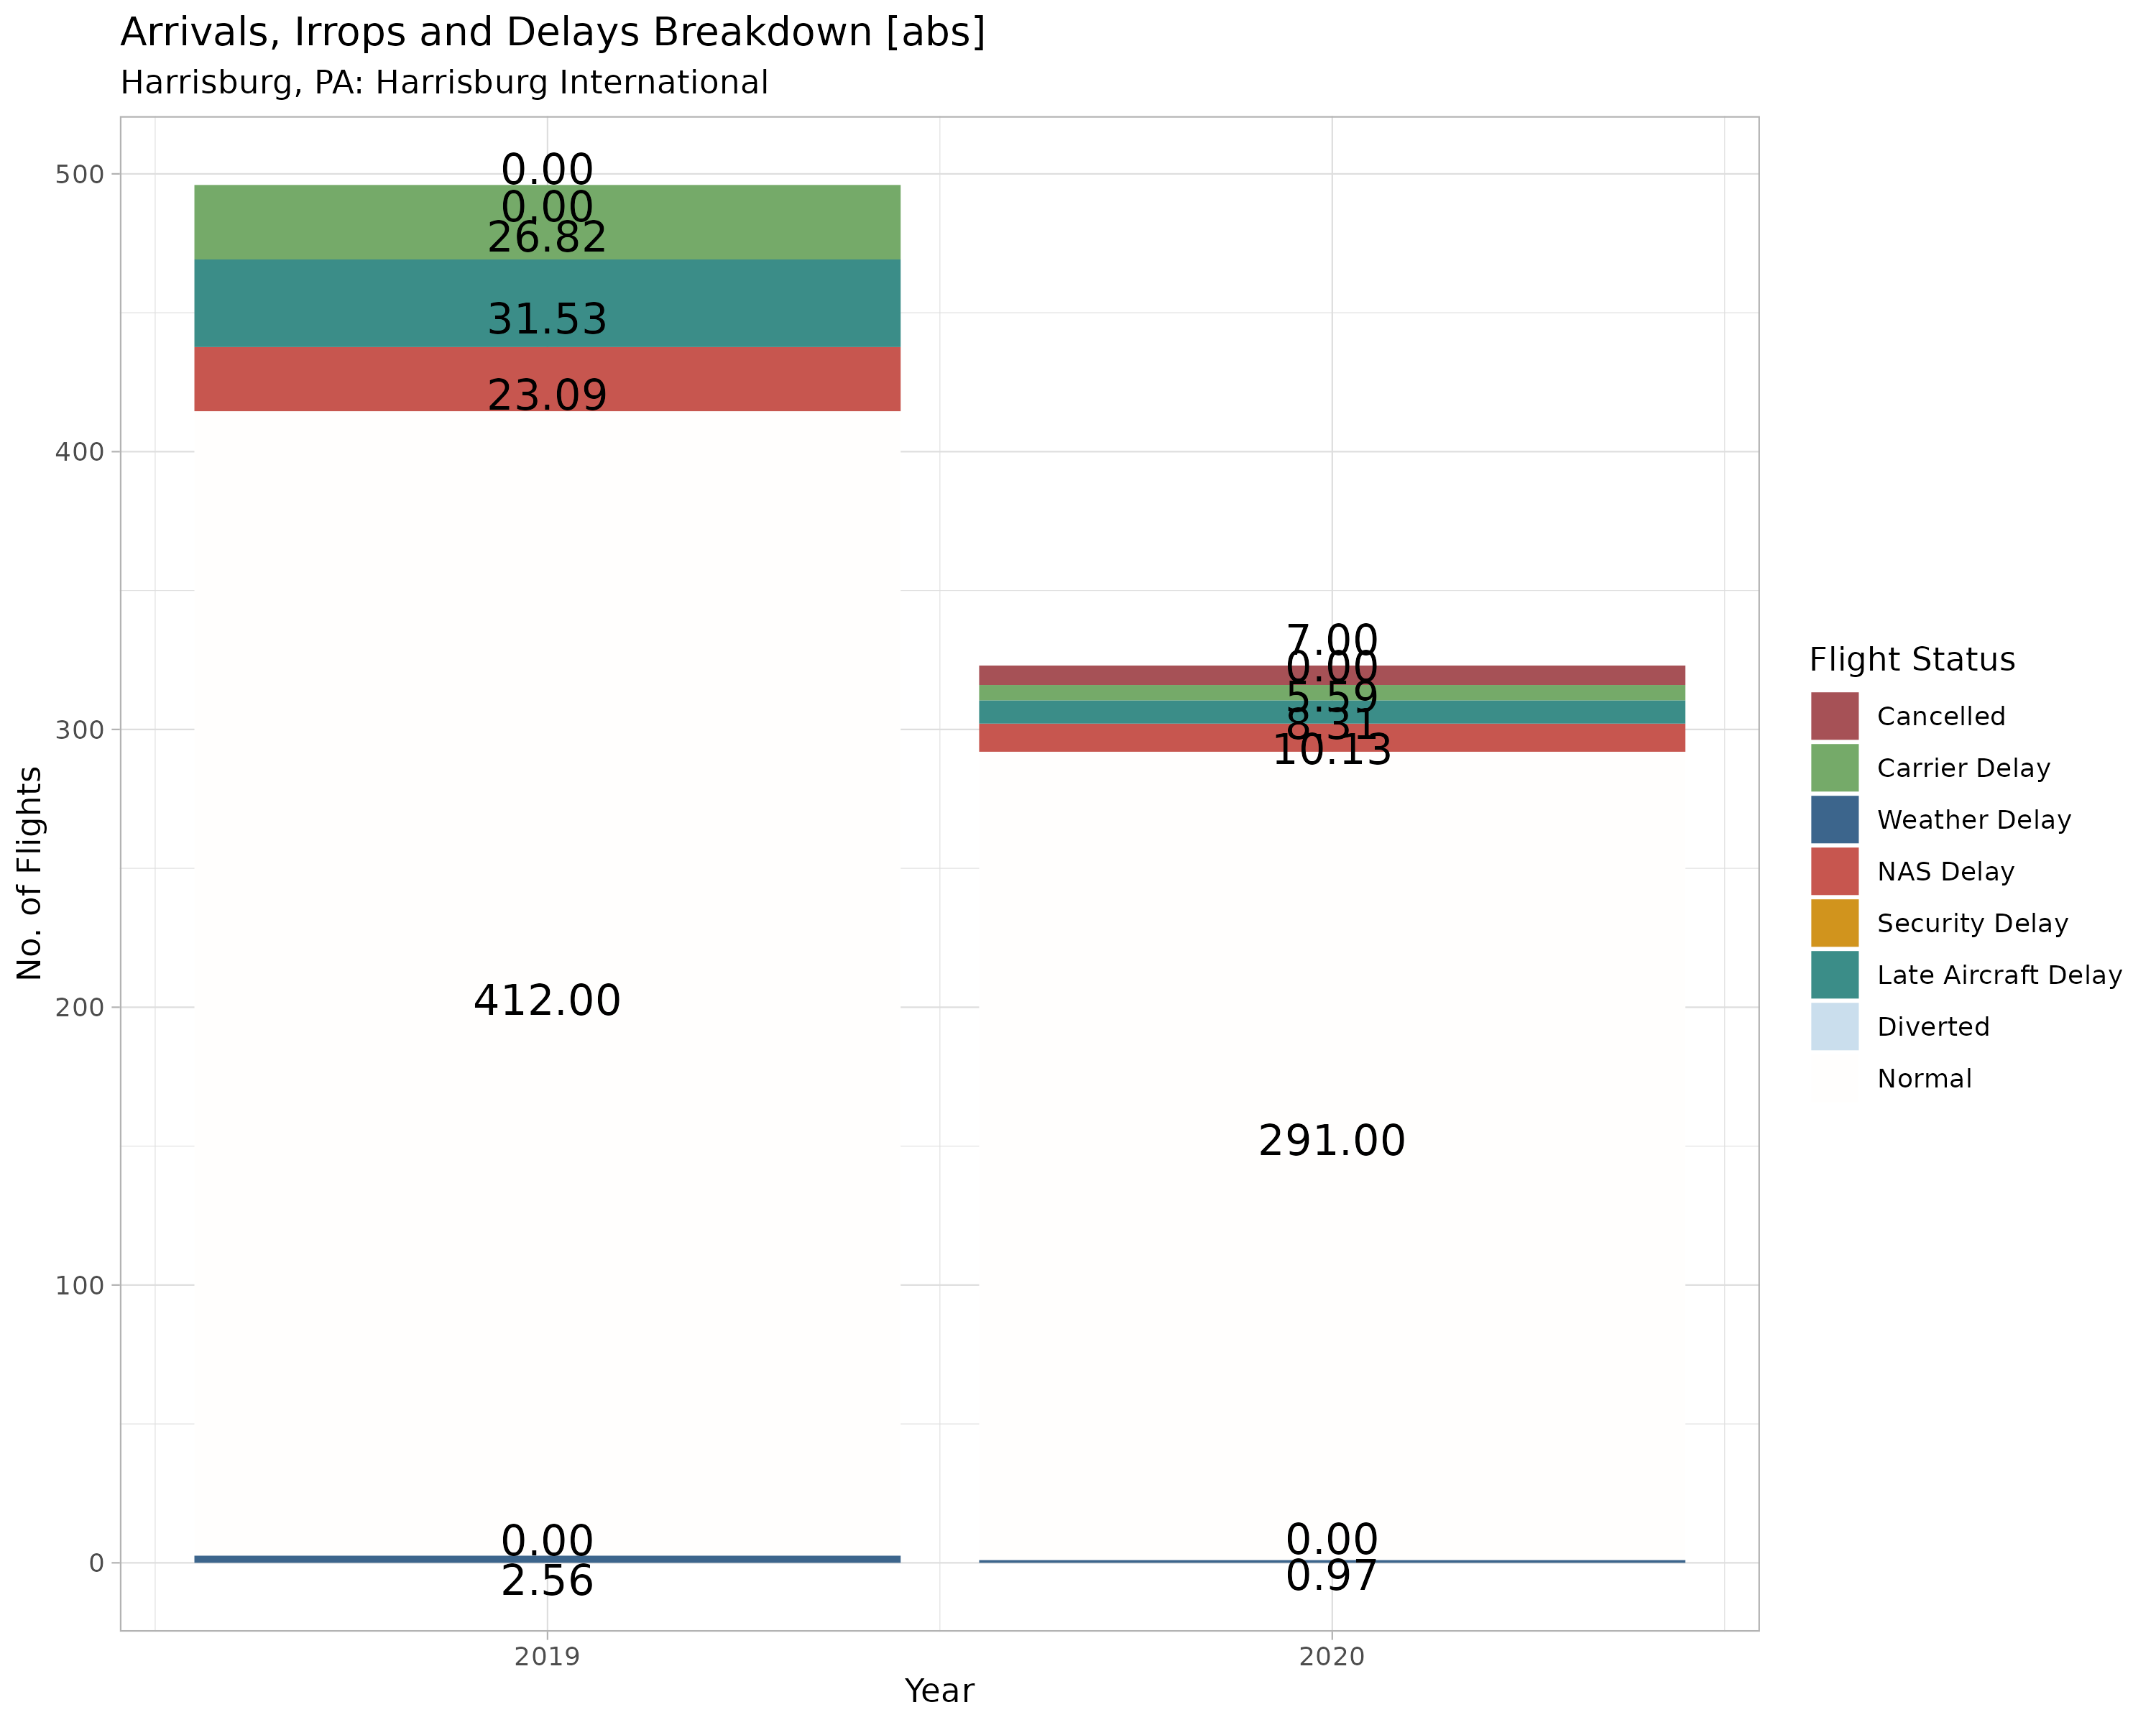 Arrivals, Irrops and Delays Breakdown [abs]
Harrisburg, PA: Harrisburg International
No. of Flights
500
400
300
200
100
0
0.00
0.00
26.82
31.53
23.09
412.00
0.00
2.56
7.00
0.00
5.59
8.31
10.13
291.00
0.00
0.97
2019
2020
Year
Flight Status
Cancelled
Carrier Delay
Weather Delay
NAS Delay
Security Delay
Late Aircraft Delay
Diverted
Normal